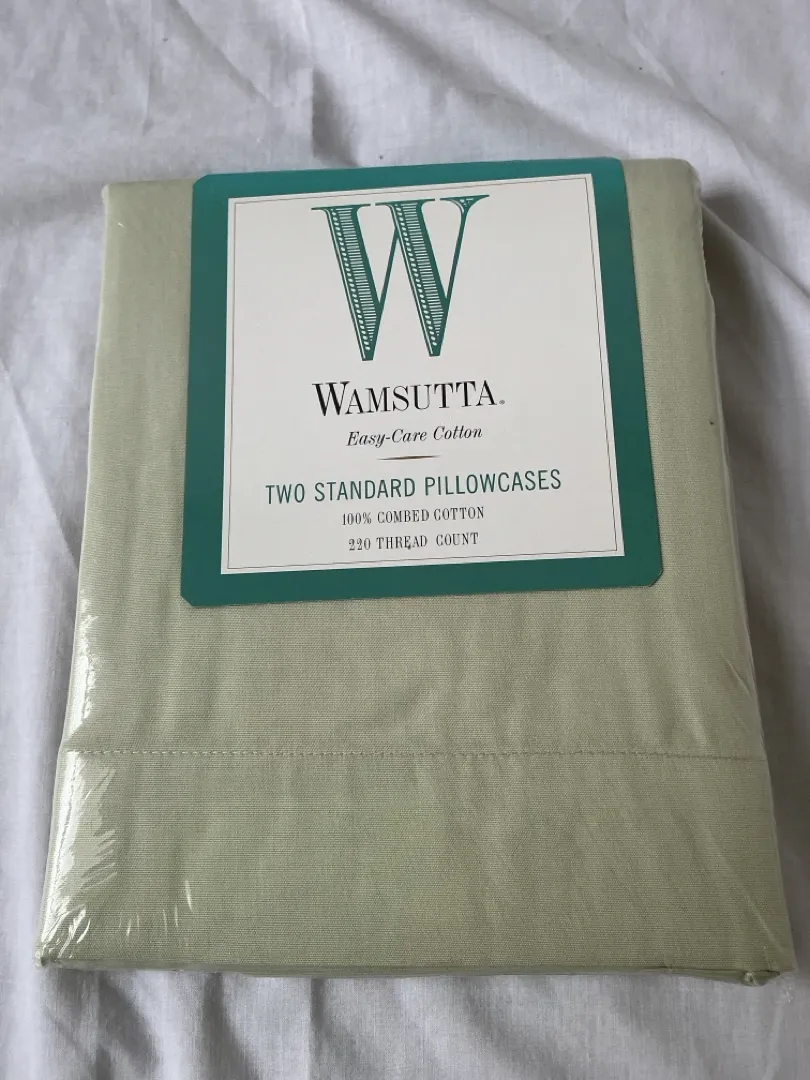 W
WAMSUTTA®
Easy-Care Cotton
TWO STANDARD PILLOWCASES
100% COMBED COTTON
220 THREAD COUNT